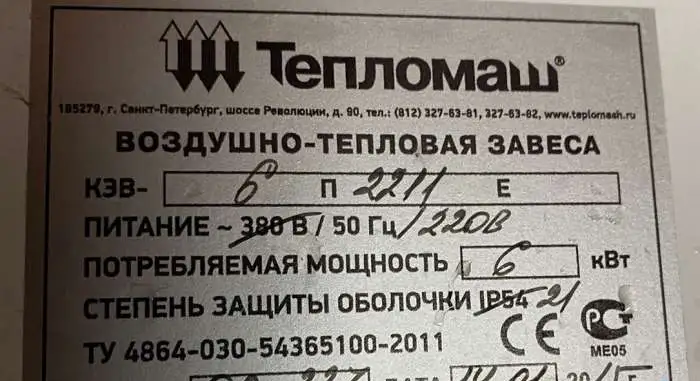 Тепломаш®
185279, г. Санкт-Петербург, шоссе Революции, д. 90, тел.: (812) 327-63-81, 327-63-82, www.teplomash.ru
ВОЗДУШНО-ТЕПЛОВАЯ ЗАВЕСА
КЭВ- 6 П 2211 Е
ПИТАНИЕ ~ 380 В / 50 Гц / 220В
ПОТРЕБЛЯЕМАЯ МОЩНОСТЬ 6 кВт
СТЕПЕНЬ ЗАЩИТЫ ОБОЛОЧКИ IP54 21
ТУ 4864-030-54365100-2011 CE РСТ
МЕ05